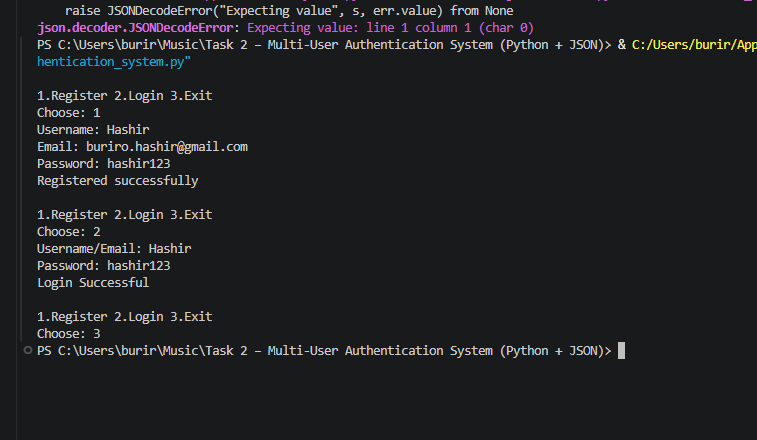 raise JSONDecodeError("Expecting value", s, err.value) from None
json.decoder.JSONDecodeError: Expecting value: line 1 column 1 (char 0)
PS C:\Users\burir\Music\Task 2 – Multi-User Authentication System (Python + JSON)> & C:/Users/burir/App
hentication_system.py"
1.Register 2.Login 3.Exit
Choose: 1
Username: Hashir
Email: buriro.hashir@gmail.com
Password: hashir123
Registered successfully
1.Register 2.Login 3.Exit
Choose: 2
Username/Email: Hashir
Password: hashir123
Login Successful
1.Register 2.Login 3.Exit
Choose: 3
PS C:\Users\burir\Music\Task 2 – Multi-User Authentication System (Python + JSON)>